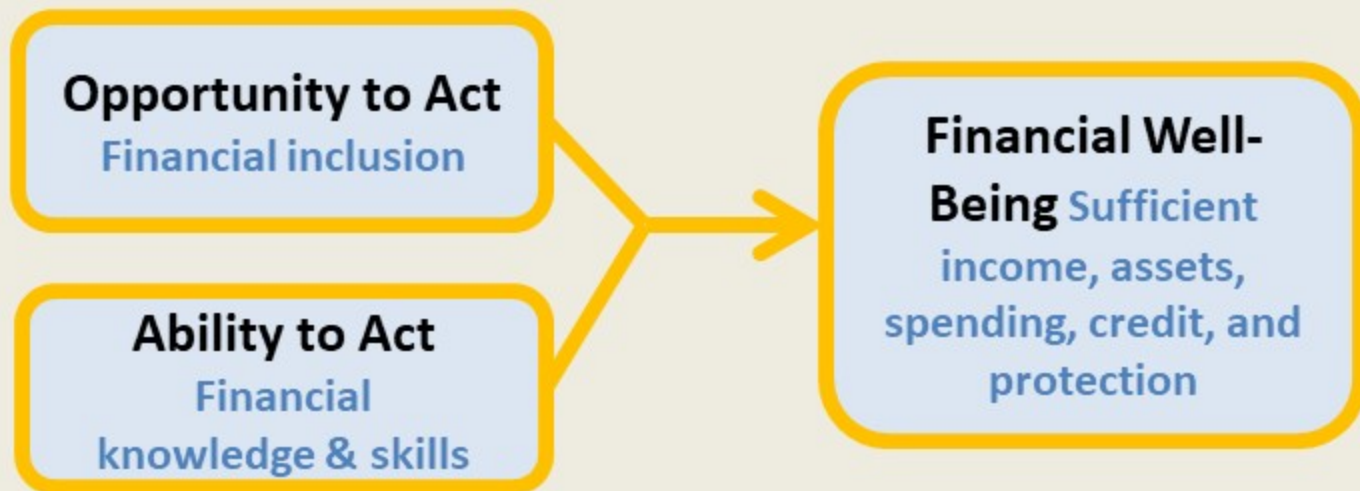 Opportunity to Act
Financial inclusion
Ability to Act
Financial
knowledge & skills
Financial Well-
Being Sufficient
income, assets,
spending, credit, and
protection